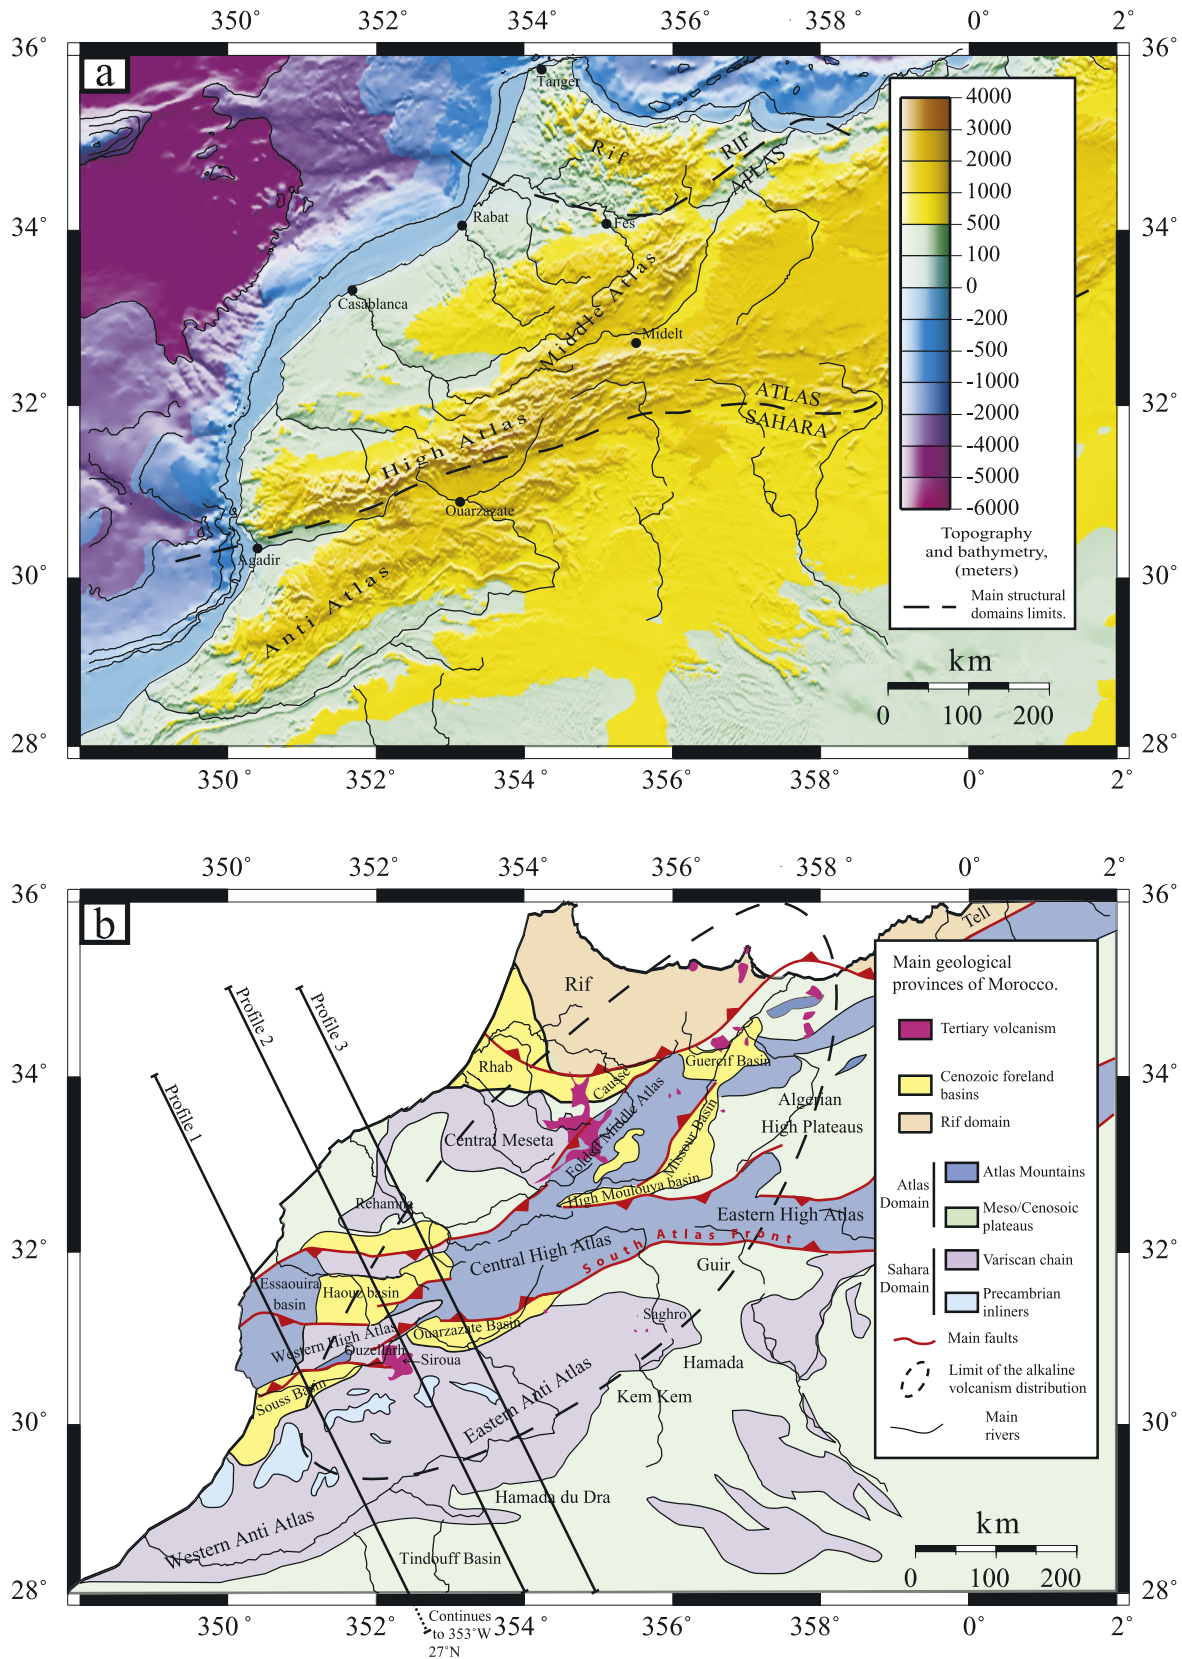 350˚ 352˚ 354˚ 356˚ 358˚ 0˚ 2˚
36˚ 36˚
a
Tanger
4000
3000
2000
1000
500
100
0
-200
-500
-1000
-2000
-4000
-5000
-6000
Topography
and bathymetry,
(meters)
Main structural
domains limits.
Rif
RIF
ATLAS
34˚ 34˚
Rabat
Fes
Casablanca
Middle Atlas
Midelt
32˚ 32˚
ATLAS
SAHARA
High Atlas
Ouarzazate
Agadir
30˚ 30˚
Anti Atlas
km
0 100 200
28˚ 28˚
350˚ 352˚ 354˚ 356˚ 358˚ 0˚ 2˚
350˚ 352˚ 354˚ 356˚ 358˚ 0˚ 2˚
36˚ 36˚
b
Tell
Main geological
provinces of Morocco.
Tertiary volcanism
Cenozoic foreland
basins
Rif domain
Atlas
Domain
Atlas Mountains
Meso/Cenosoic
plateaus
Sahara
Domain
Variscan chain
Precambrian
inliners
Main faults
Limit of the alkaline
volcanism distribution
Main
rivers
Profile 1
Profile 2
Profile 3
Rif
Rhab
Causse
Guercif Basin
34˚ 34˚
Folded Middle Atlas
Algerian
High Plateaus
Central Meseta
Missour Basin
High Moulouya basin
Rehamna
Eastern High Atlas
32˚ 32˚
Central High Atlas
South Atlas Front
Guir
Essaouira
basin
Haouz basin
Western High Atlas
Ouarzazate Basin
Saghro
Ouzellarh
Siroua
Hamada
Kem Kem
Souss Basin
Eastern Anti Atlas
30˚ 30˚
Hamada du Dra
Western Anti Atlas
Tindouff Basin
km
0 100 200
28˚ 28˚
350˚ 352˚ 354˚ 356˚ 358˚ 0˚ 2˚
Continues
to 353˚W
27˚N